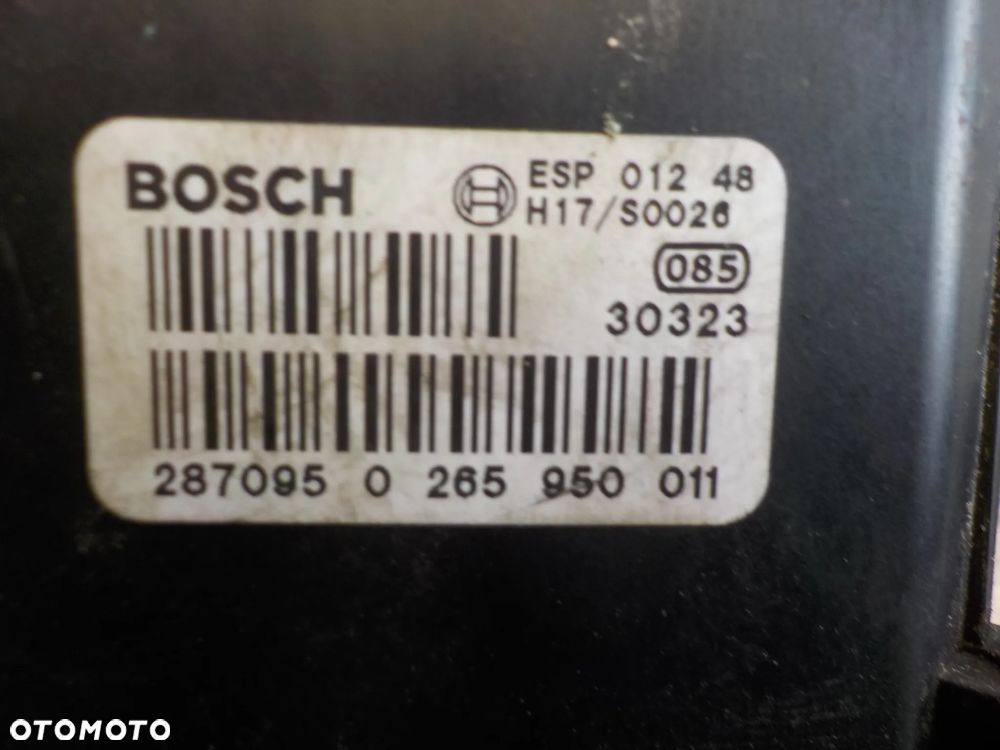 BOSCH
ESP 012 48
H17/S0026
085
30323
287095 0 265 950 011
OTOMOTO